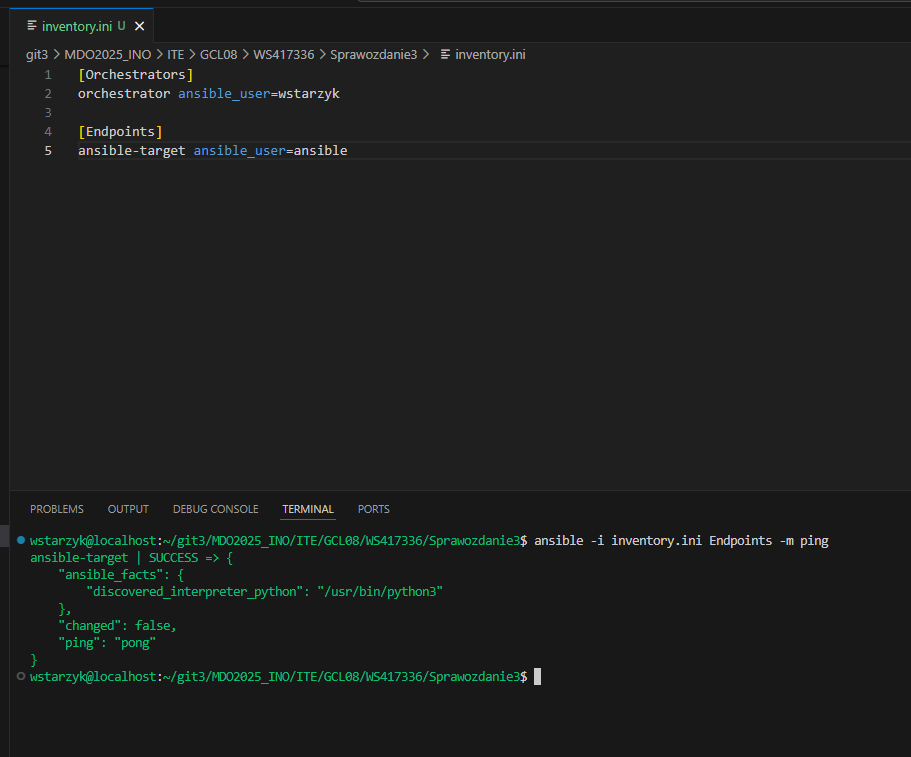 inventory.ini U
git3 > MDO2025_INO > ITE > GCL08 > WS417336 > Sprawozdanie3 > inventory.ini
1 [Orchestrators]
2 orchestrator ansible_user=wstarzyk
3
4 [Endpoints]
5 ansible-target ansible_user=ansible
PROBLEMS OUTPUT DEBUG CONSOLE TERMINAL PORTS
wstarzyk@localhost:~/git3/MDO2025_INO/ITE/GCL08/WS417336/Sprawozdanie3$ ansible -i inventory.ini Endpoints -m ping
ansible-target | SUCCESS => {
    "ansible_facts": {
        "discovered_interpreter_python": "/usr/bin/python3"
    },
    "changed": false,
    "ping": "pong"
}
wstarzyk@localhost:~/git3/MDO2025_INO/ITE/GCL08/WS417336/Sprawozdanie3$